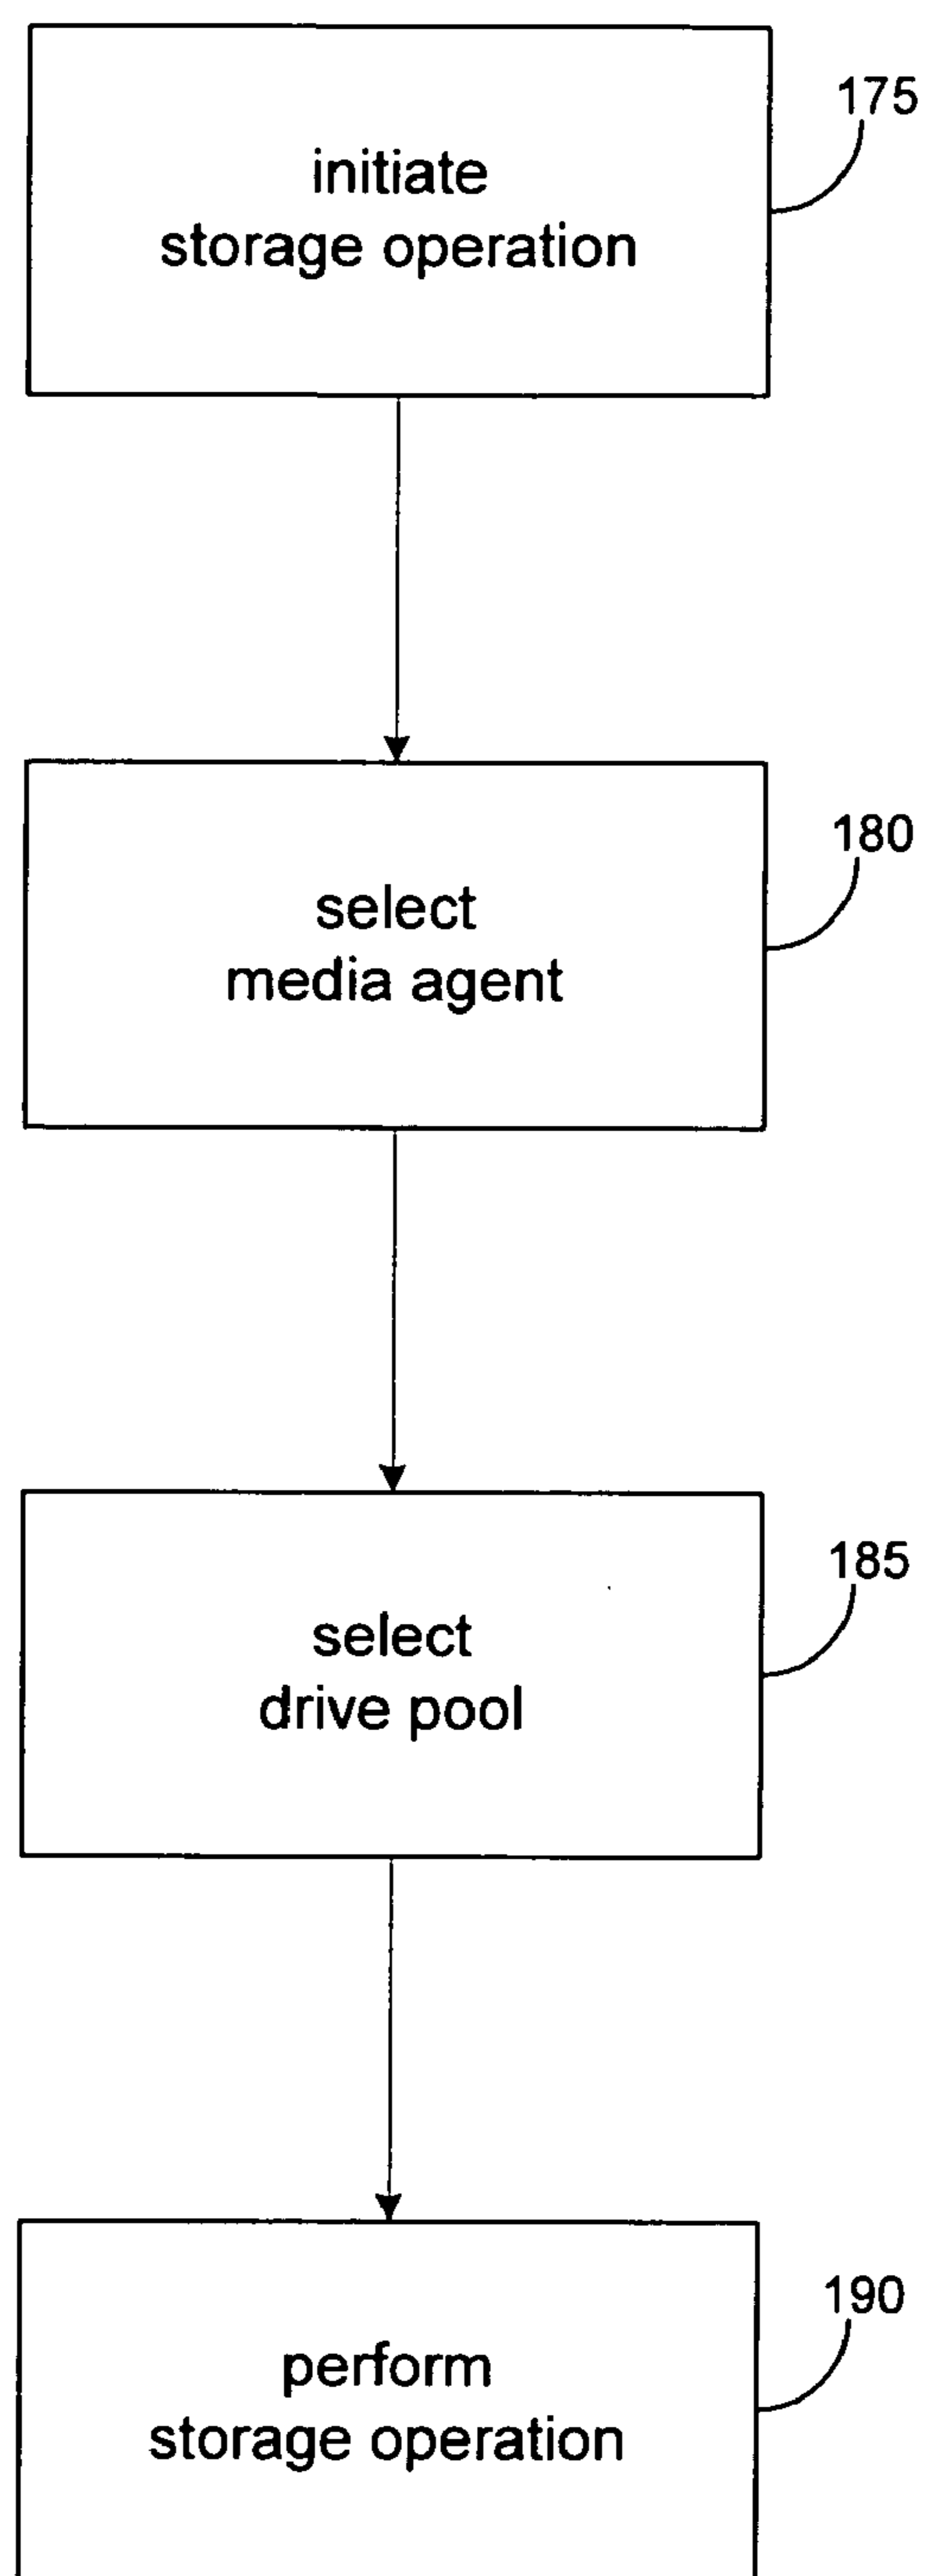 175
initiate
storage operation
180
select
media agent
185
select
drive pool
190
perform
storage operation